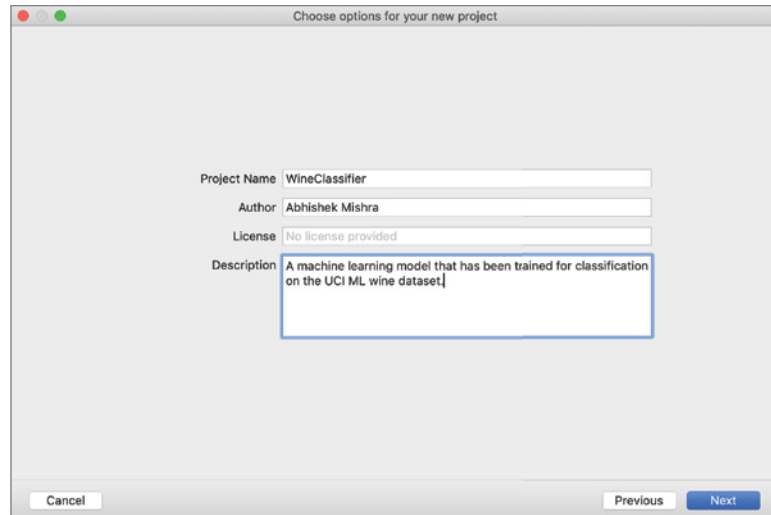 Choose options for your new project
Project Name WineClassifier
Author Abhishek Mishra
License No license provided
Description A machine learning model that has been trained for classification
on the UCI ML wine dataset.
Cancel Previous Next